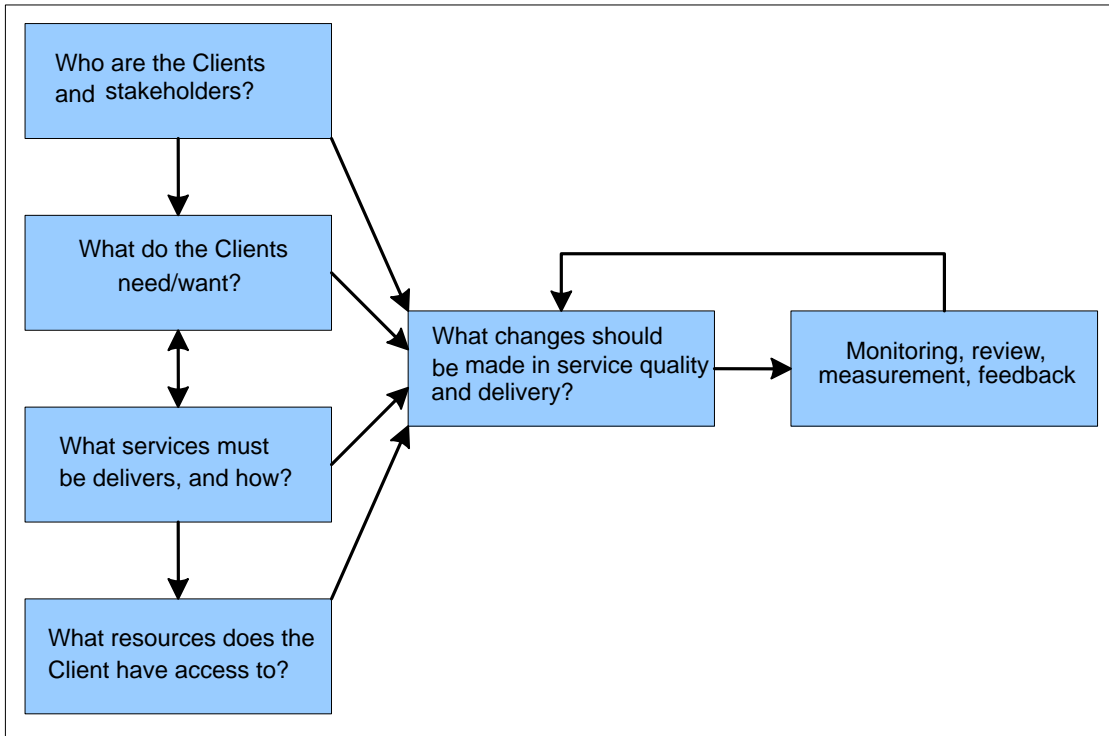 Who are the Clients
and stakeholders?
What do the Clients
need/want?
What services must
be delivers, and how?
What resources does the
Client have access to?
What changes should
be made in service quality
and delivery?
Monitoring, review,
measurement, feedback